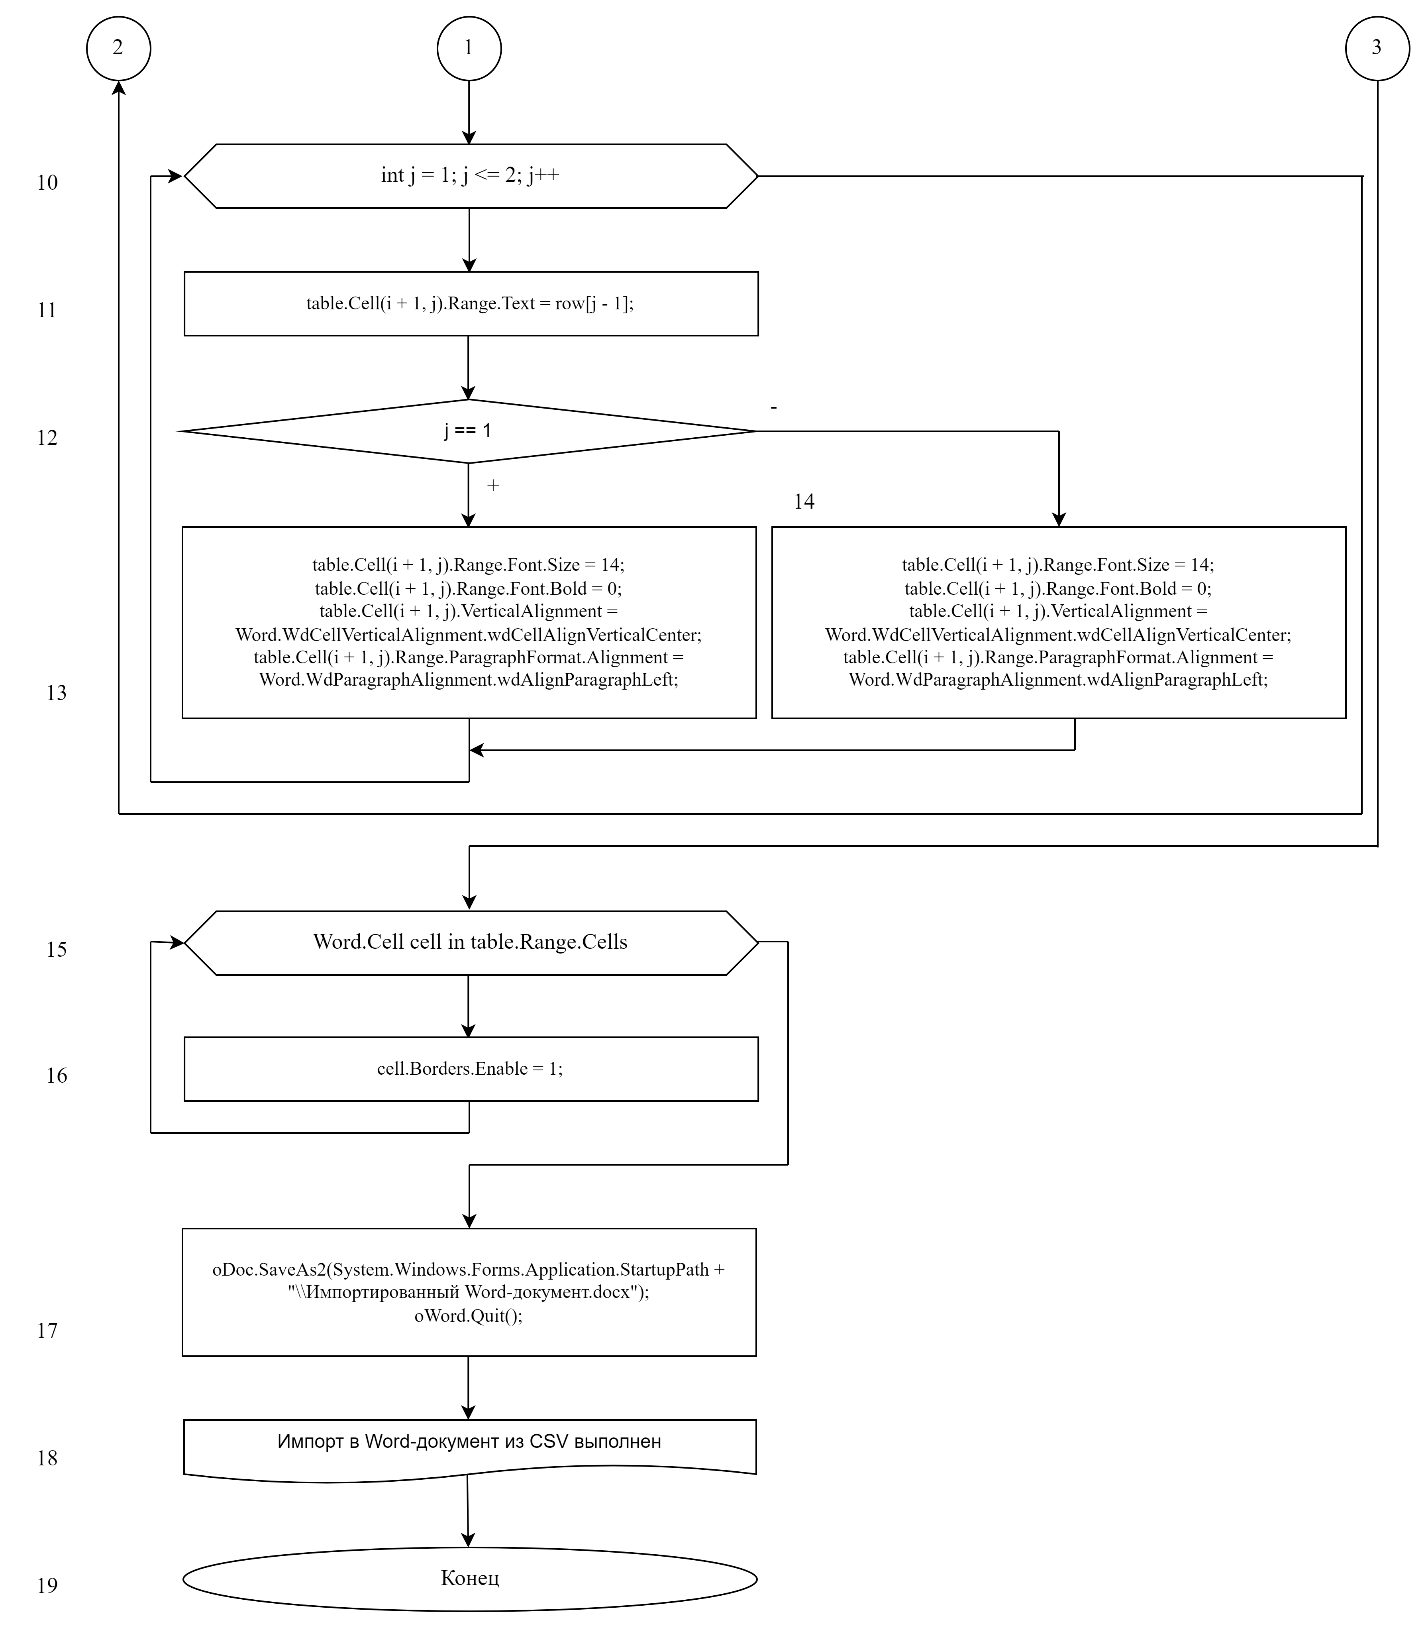 2
1
3
10
int j = 1; j <= 2; j++
11
table.Cell(i + 1, j).Range.Text = row[j - 1];
12
j == 1
-
+
14
13
table.Cell(i + 1, j).Range.Font.Size = 14;
table.Cell(i + 1, j).Range.Font.Bold = 0;
table.Cell(i + 1, j).VerticalAlignment =
Word.WdCellVerticalAlignment.wdCellAlignVerticalCenter;
table.Cell(i + 1, j).Range.ParagraphFormat.Alignment =
Word.WdParagraphAlignment.wdAlignParagraphLeft;
table.Cell(i + 1, j).Range.Font.Size = 14;
table.Cell(i + 1, j).Range.Font.Bold = 0;
table.Cell(i + 1, j).VerticalAlignment =
Word.WdCellVerticalAlignment.wdCellAlignVerticalCenter;
table.Cell(i + 1, j).Range.ParagraphFormat.Alignment =
Word.WdParagraphAlignment.wdAlignParagraphLeft;
15
Word.Cell cell in table.Range.Cells
16
cell.Borders.Enable = 1;
17
oDoc.SaveAs2(System.Windows.Forms.Application.StartupPath +
"\\Импортированный Word-документ.docx");
oWord.Quit();
18
Импорт в Word-документ из CSV выполнен
19
Конец